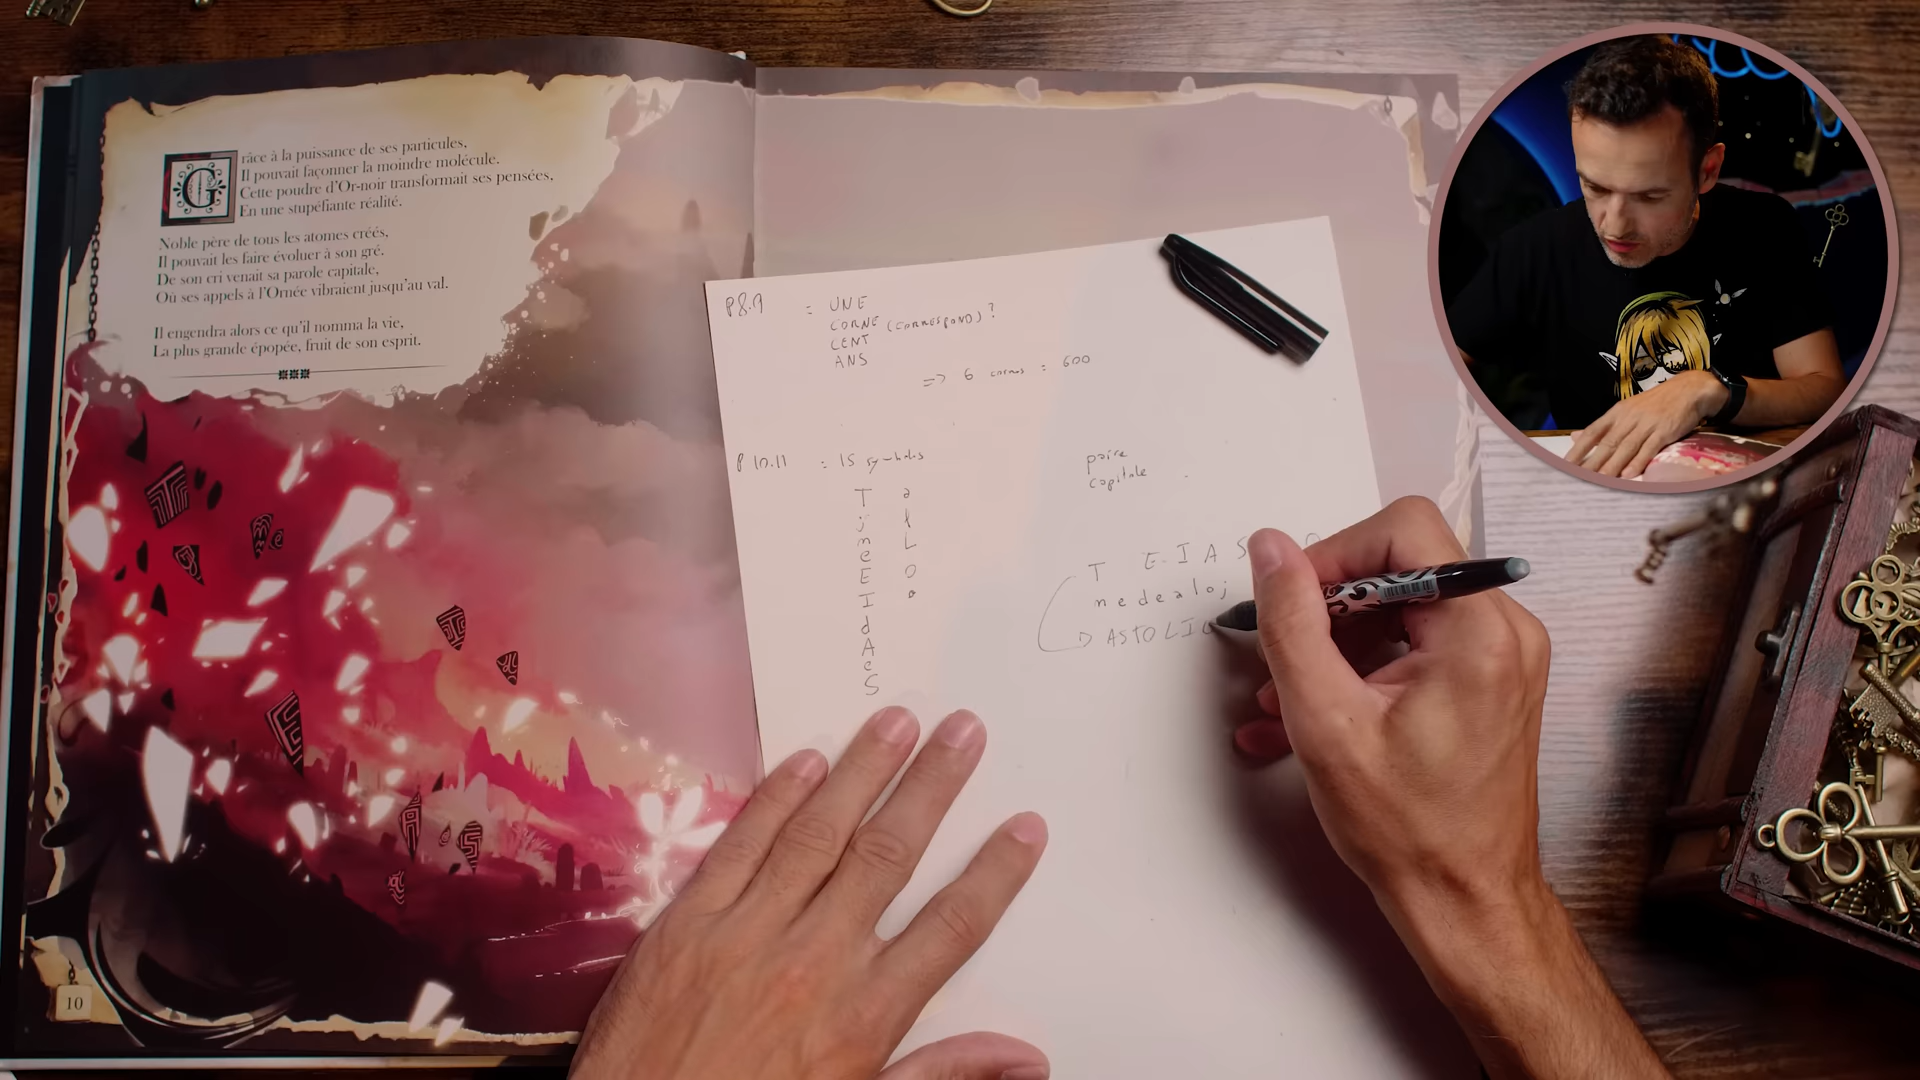 Grâce à la puissance de ses particules,
Il pouvait façonner la moindre molécule.
Cette poudre d'Or-noir transformait ses pensées,
En une stupéfiante réalité.
Noble père de tous les atomes créés,
Il pouvait les faire évoluer à son gré.
De son cri venait sa parole capitale,
Où ses appels à l'Ornée vibraient jusqu'au val.
Il engendra alors ce qu'il nomma la vie,
La plus grande épopée, fruit de son esprit.
10
P8.9 : UNE
CORNE (CORRESPOND)?
CENT
ANS
=> 6 cornes : 600
P 10.11 : 15 symboles
T a
j l
n L
e O
E o
I
d
A
e
S
paire
capitale
T E I A S
nedealoj
ASTOLI
T
E
I
d
A
S